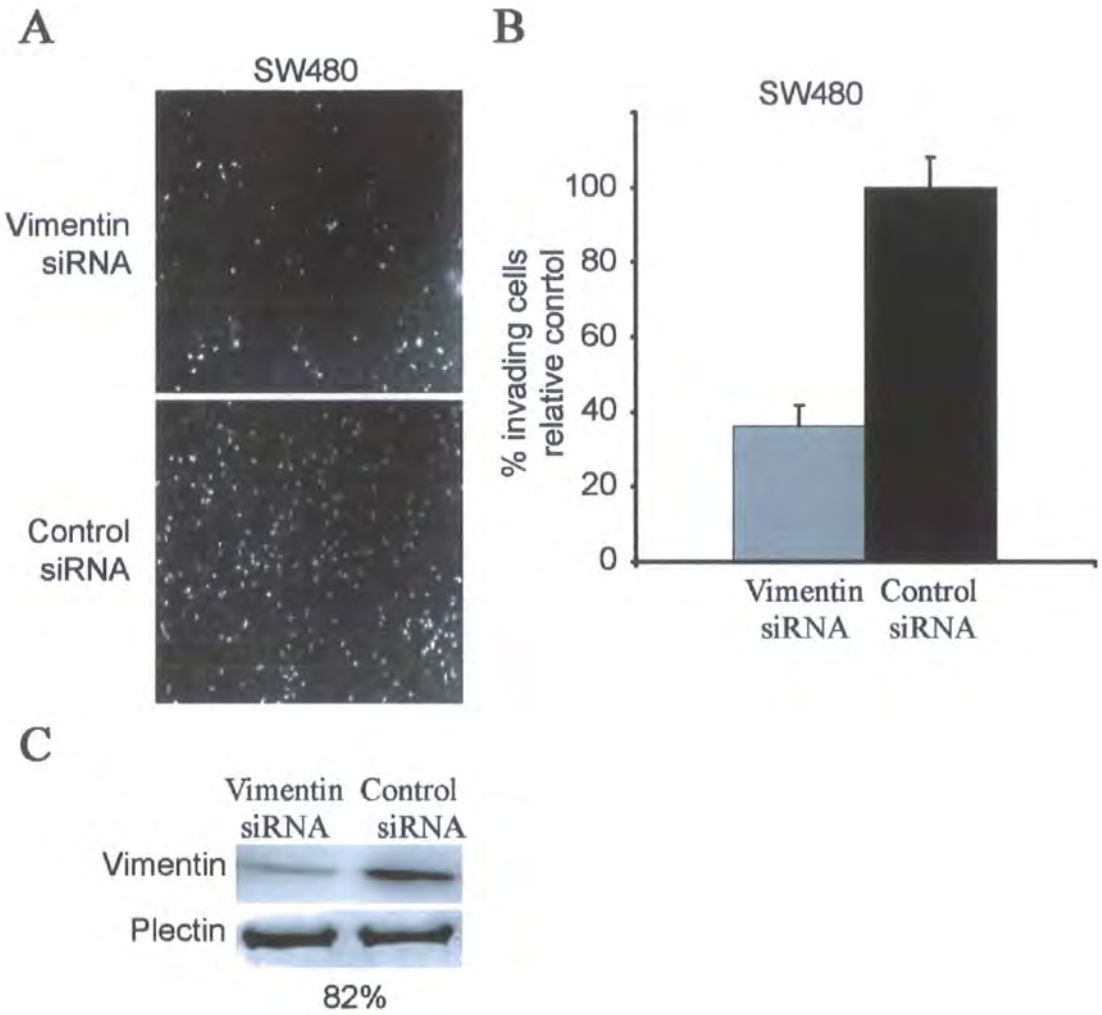 A
SW480
Vimentin
siRNA
Control
siRNA
B
SW480
% invading cells
relative conrtol
100
80
60
40
20
0
Vimentin Control
siRNA siRNA
C
Vimentin Control
siRNA siRNA
Vimentin
Plectin
82%